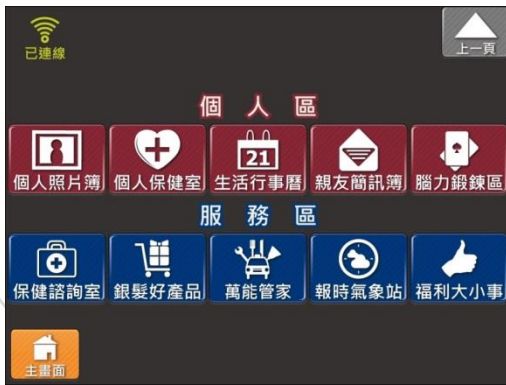 已連線
上一頁
個人區
21
個人照片簿 個人保健室 生活行事曆 親友簡訊簿 腦力鍛鍊區
服務區
保健諮詢室 銀髮好產品 萬能管家 報時氣象站 福利大小事
主畫面